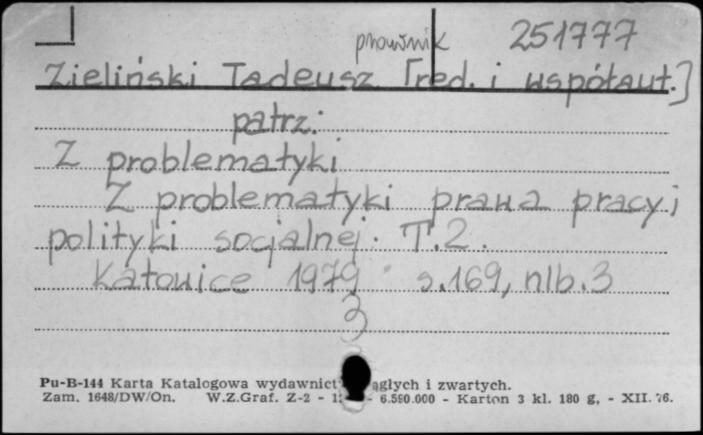 prawnik 251777
Zieliński Tadeusz [red. i współaut.]
patrz:
Z problematyki
Z problematyki prawa pracy i
polityki socjalnej. T.2.
Katowice 1979 s.169, nlb.3
3
Pu-B-144 Karta Katalogowa wydawnict ągłych i zwartych.
Zam. 1648/DW/On. W.Z.Graf. Z-2 - 6.590.000 - Karton 3 kl. 180 g, - XII. 76.